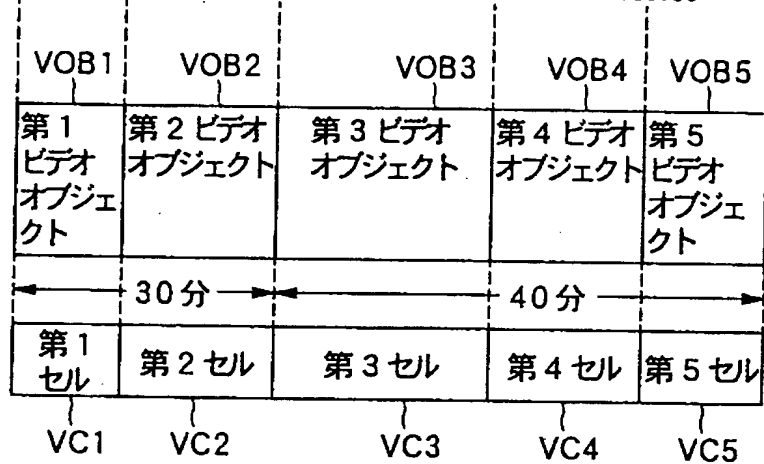 VOB1 VOB2 VOB3 VOB4 VOB5
第1
ビデオ
オブジェ
クト
第2 ビデオ
オブジェクト
第3 ビデオ
オブジェクト
第4 ビデオ
オブジェクト
第5
ビデオ
オブジェ
クト
30分 40分
第1
セル
第2 セル
第3 セル
第4 セル
第5 セル
VC1 VC2 VC3 VC4 VC5